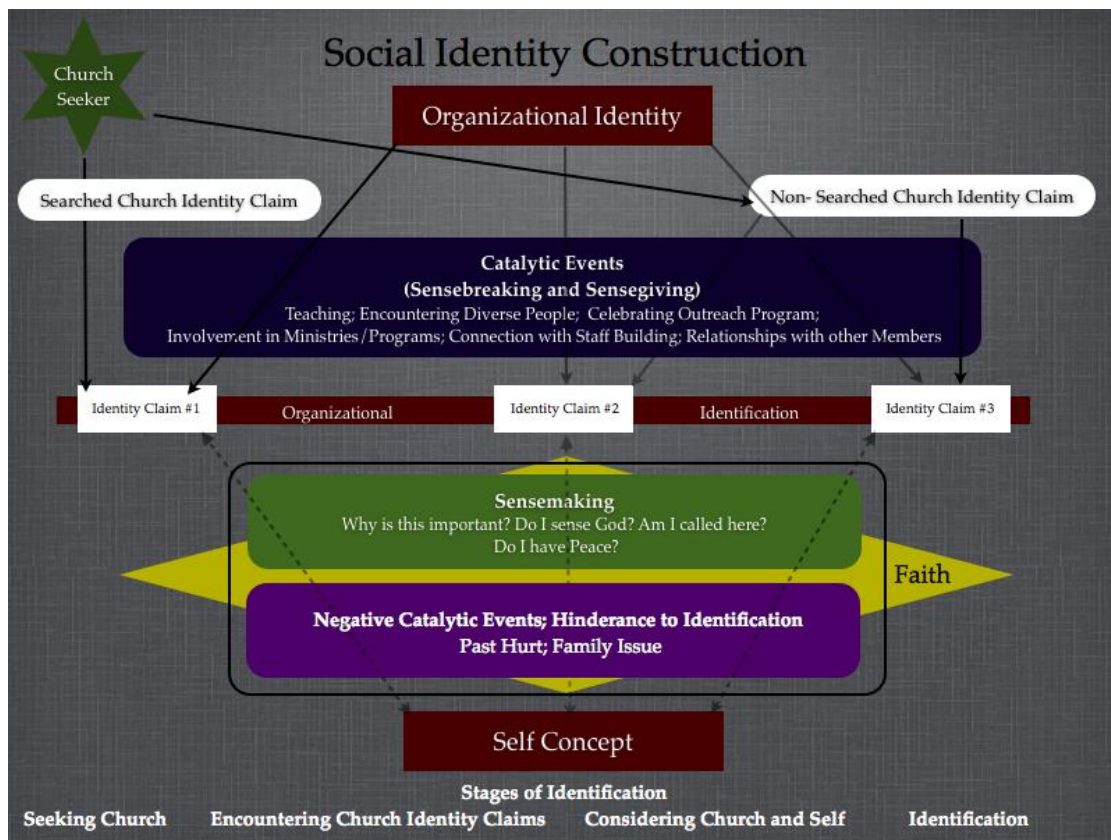 Social Identity Construction
Church
Seeker
Organizational Identity
Searched Church Identity Claim
Non- Searched Church Identity Claim
Catalytic Events
(Sensebreaking and Sensegiving)
Teaching; Encountering Diverse People; Celebrating Outreach Program;
Involvement in Ministries/Programs; Connection with Staff Building; Relationships with other Members
Identity Claim #1
Organizational
Identity Claim #2
Identification
Identity Claim #3
Sensemaking
Why is this important? Do I sense God? Am I called here?
Do I have Peace?
Faith
Negative Catalytic Events; Hinderance to Identification
Past Hurt; Family Issue
Self Concept
Stages of Identification
Seeking Church Encountering Church Identity Claims Considering Church and Self Identification